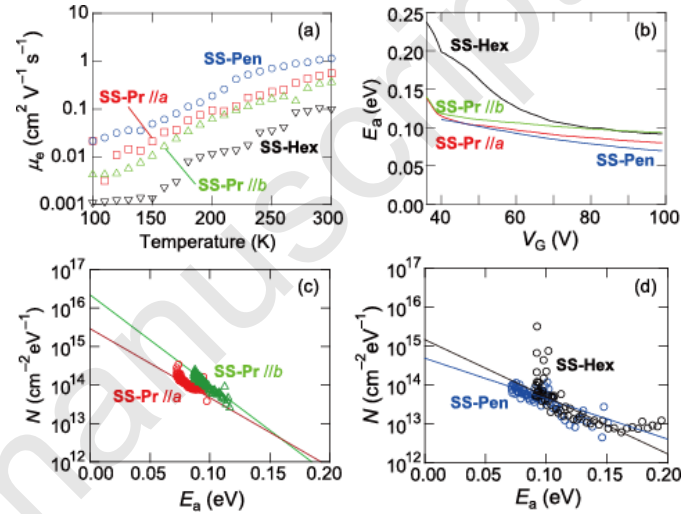 (a)
1
0.1
0.01
0.001
100 150 200 250 300
Temperature (K)
μe (cm² V⁻¹ s⁻¹)
SS-Pen
SS-Pr //a
SS-Pr //b
SS-Hex
(b)
0.25
0.20
0.15
0.10
0.05
0.00
40 60 80 100
VG (V)
Ea (eV)
SS-Hex
SS-Pr //b
SS-Pr //a
SS-Pen
(c)
10¹⁷
10¹⁶
10¹⁵
10¹⁴
10¹³
10¹²
0.00 0.05 0.10 0.15 0.20
Ea (eV)
N (cm⁻²eV⁻¹)
SS-Pr //b
SS-Pr //a
(d)
10¹⁷
10¹⁶
10¹⁵
10¹⁴
10¹³
10¹²
0.00 0.05 0.10 0.15 0.20
Ea (eV)
N (cm⁻²eV⁻¹)
SS-Hex
SS-Pen
manuscript